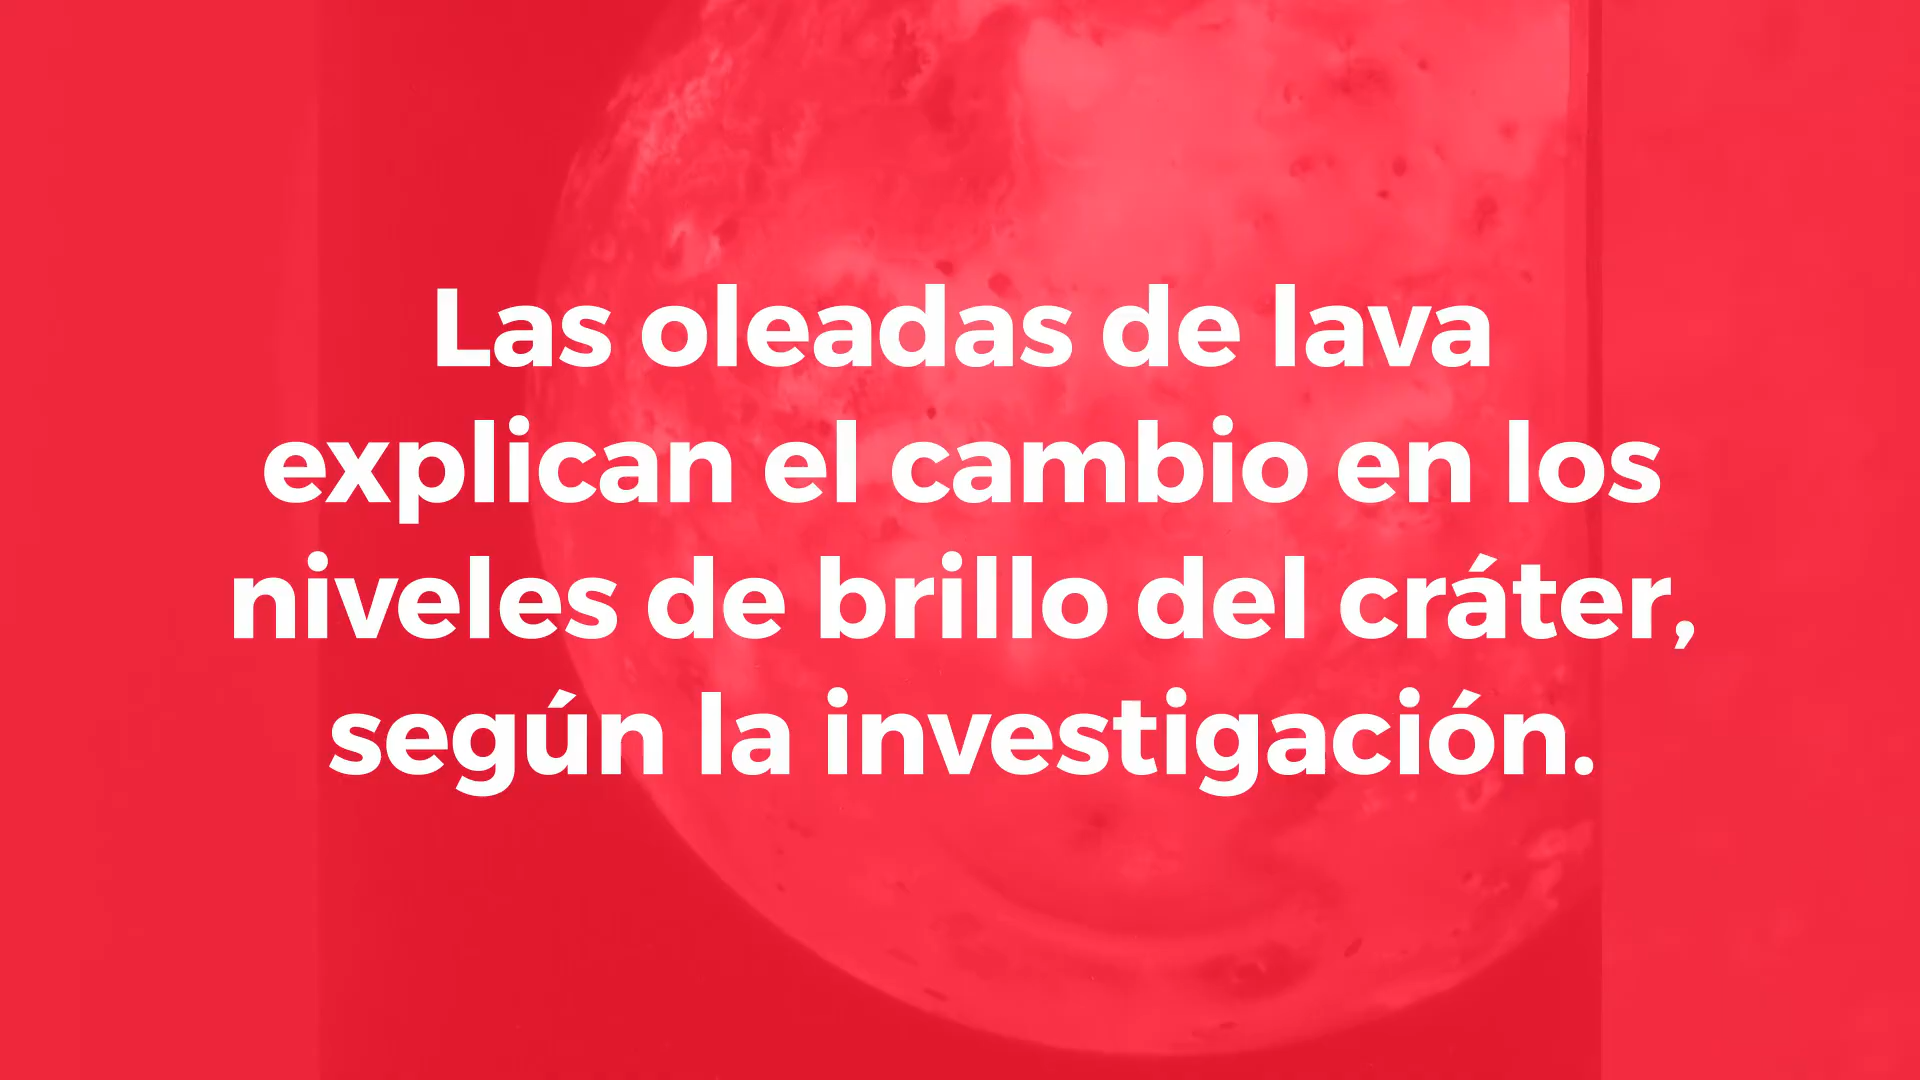 Las oleadas de lava
explican el cambio en los
niveles de brillo del cráter,
según la investigación.